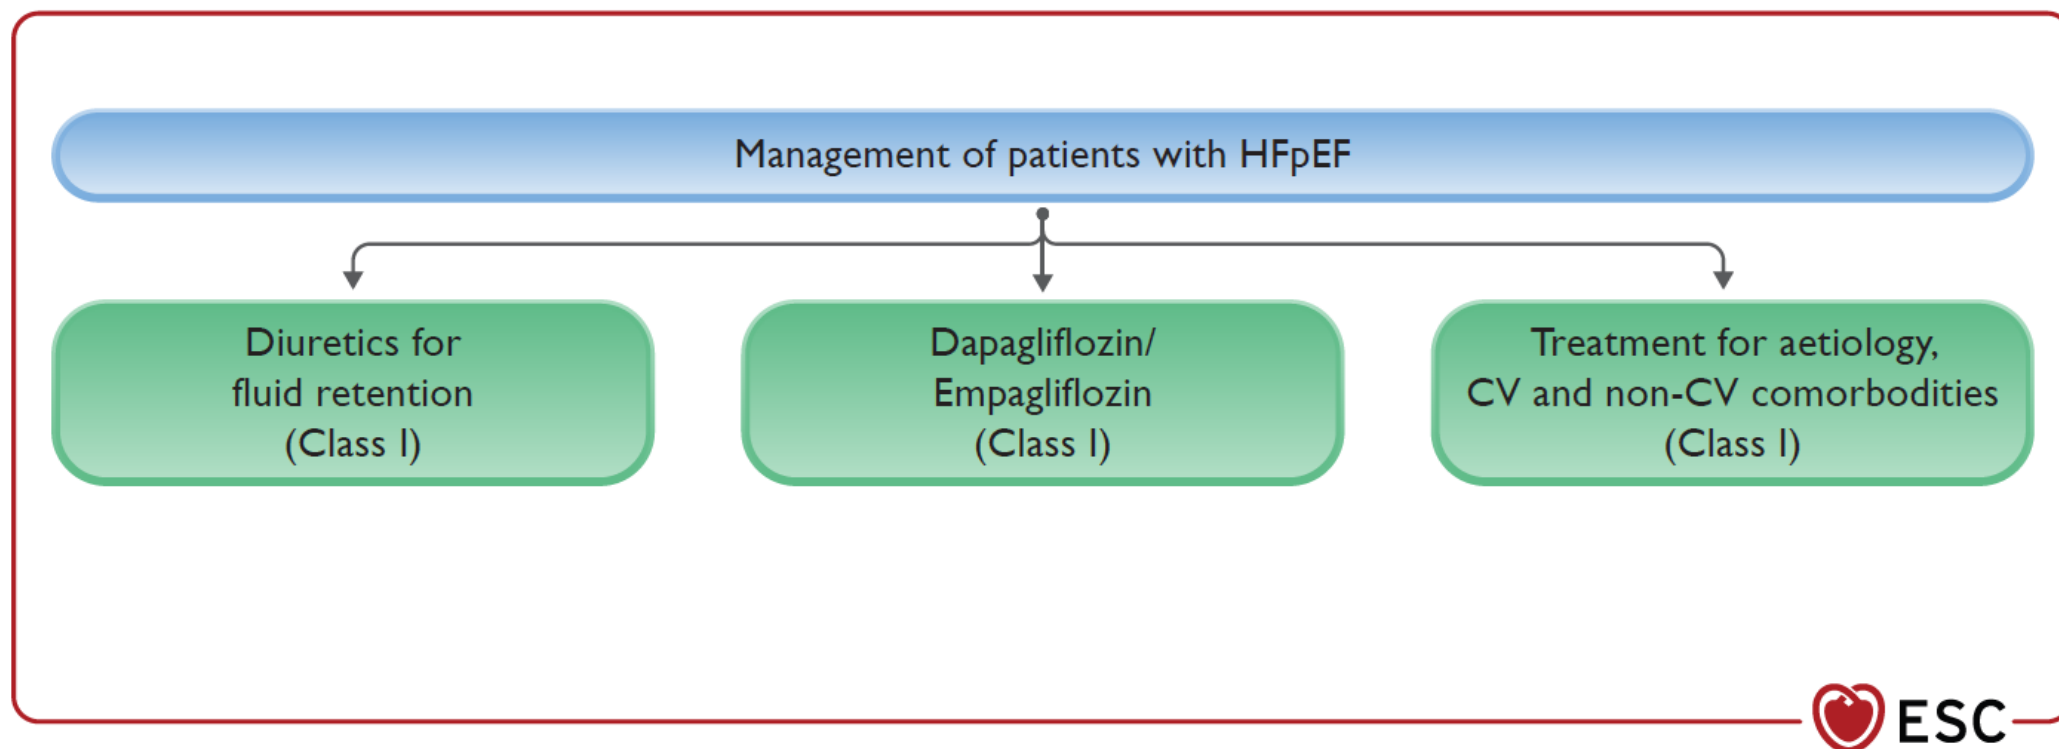 Management of patients with HFpEF
Diuretics for
fluid retention
(Class I)
Dapagliflozin/
Empagliflozin
(Class I)
Treatment for aetiology,
CV and non-CV comorbodities
(Class I)
ESC